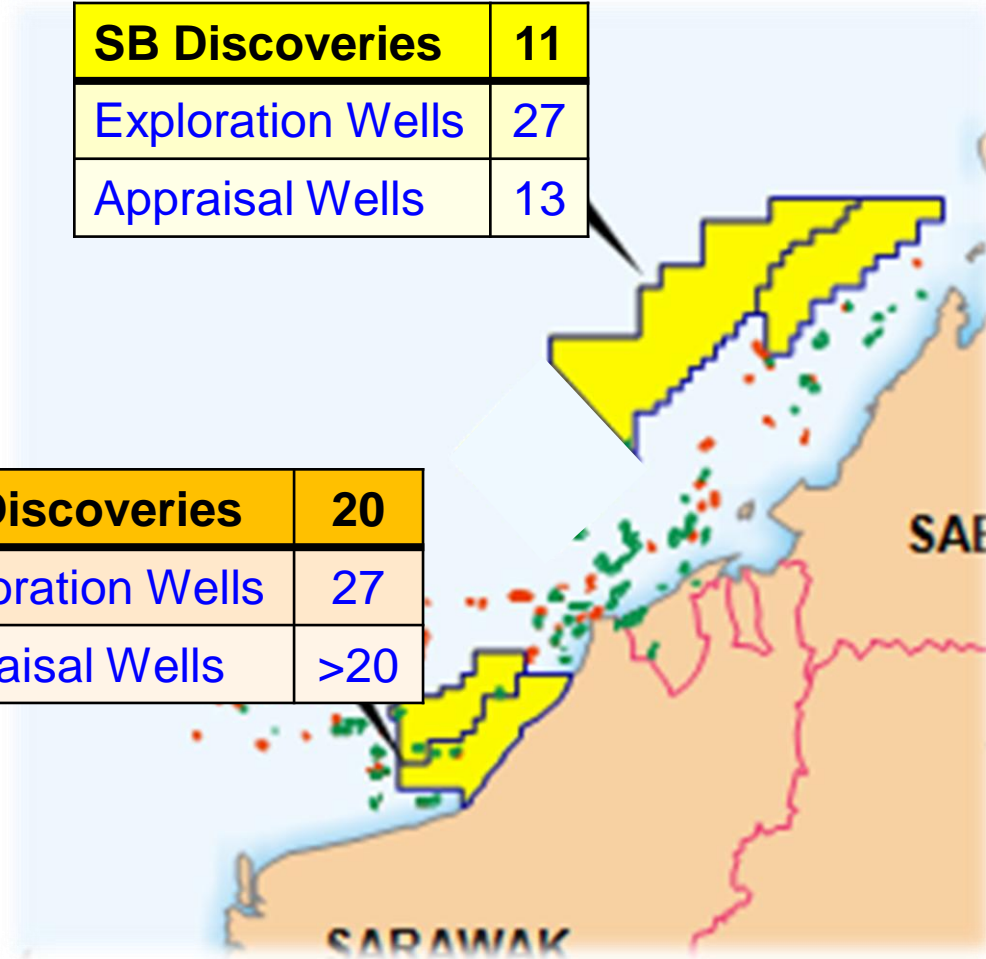 SB Discoveries 11
Exploration Wells 27
Appraisal Wells 13
Discoveries 20
oration Wells 27
aisal Wells >20
SAB
SARAWAK